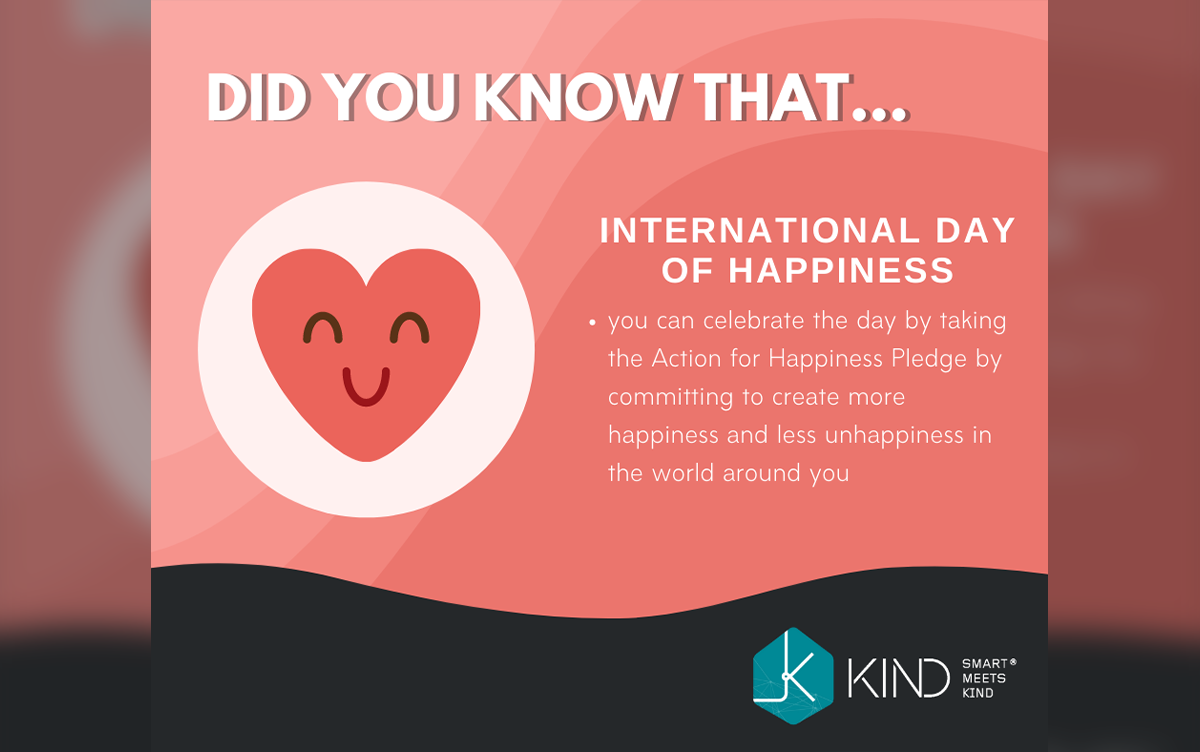 DID YOU KNOW THAT...
INTERNATIONAL DAY
OF HAPPINESS
• you can celebrate the day by taking
the Action for Happiness Pledge by
committing to create more
happiness and less unhappiness in
the world around you
K
KIND
SMART®
MEETS
KIND